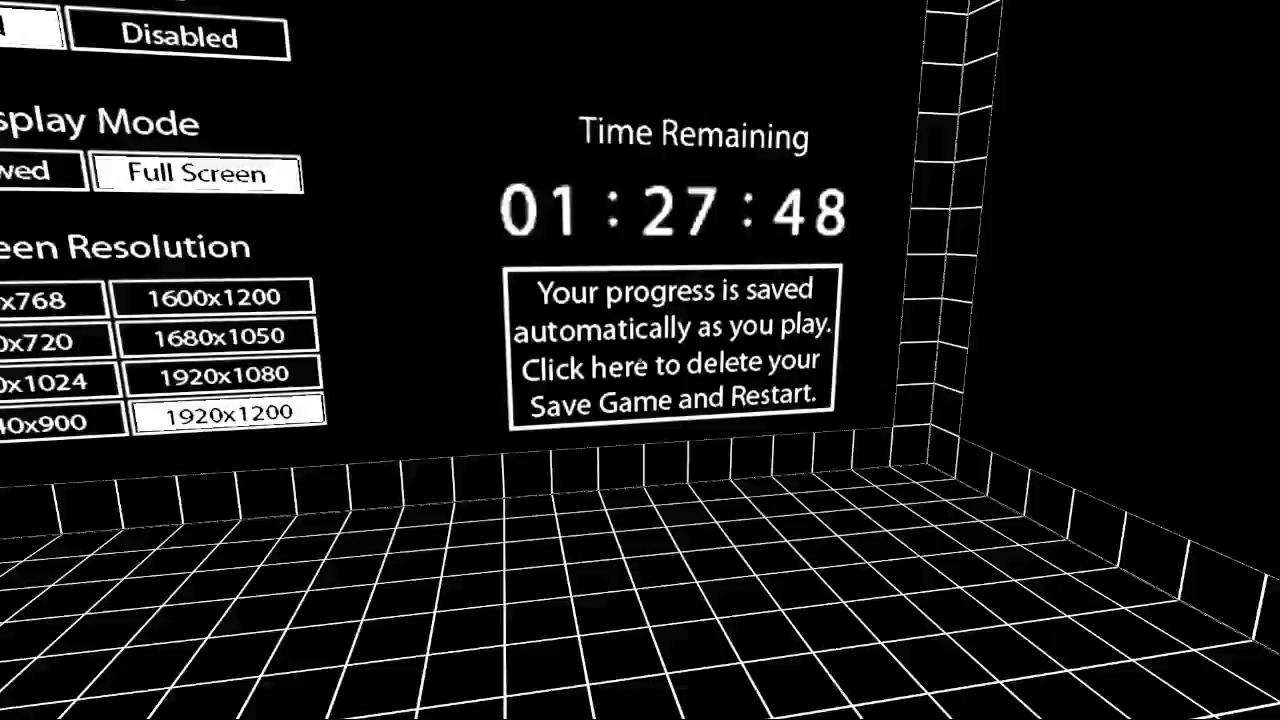 Disabled
splay Mode
wed
Full Screen
een Resolution
x768
1600x1200
0x720
1680x1050
0x1024
1920x1080
40x900
1920x1200
Time Remaining
01 : 27 : 48
Your progress is saved
automatically as you play.
Click here to delete your
Save Game and Restart.